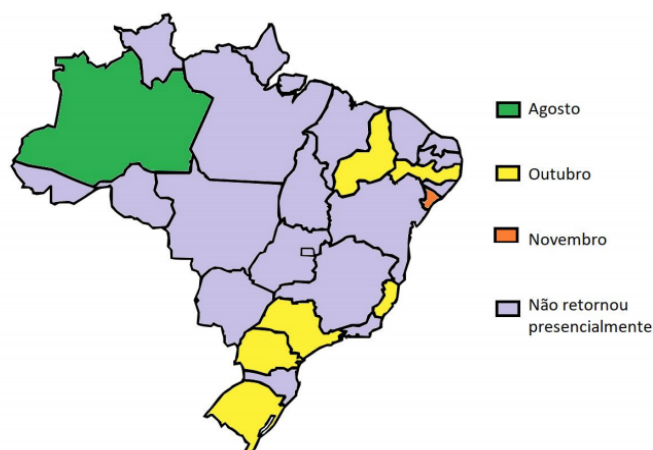 Agosto
Outubro
Novembro
Não retornou
presencialmente